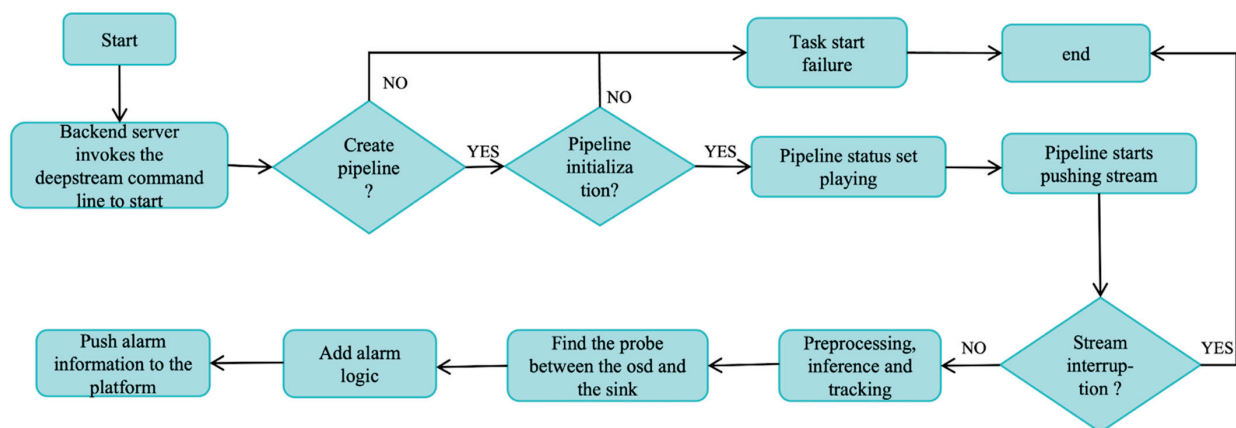 Start
Backend server
invokes the
deepstream command
line to start
Create
pipeline
?
NO
YES
Pipeline
initializa
tion?
NO
YES
Task start
failure
end
Pipeline status set
playing
Pipeline starts
pushing stream
Stream
interrup-
tion ?
YES
NO
Preprocessing,
inference and
tracking
Find the probe
between the osd and
the sink
Add alarm
logic
Push alarm
information to the
platform